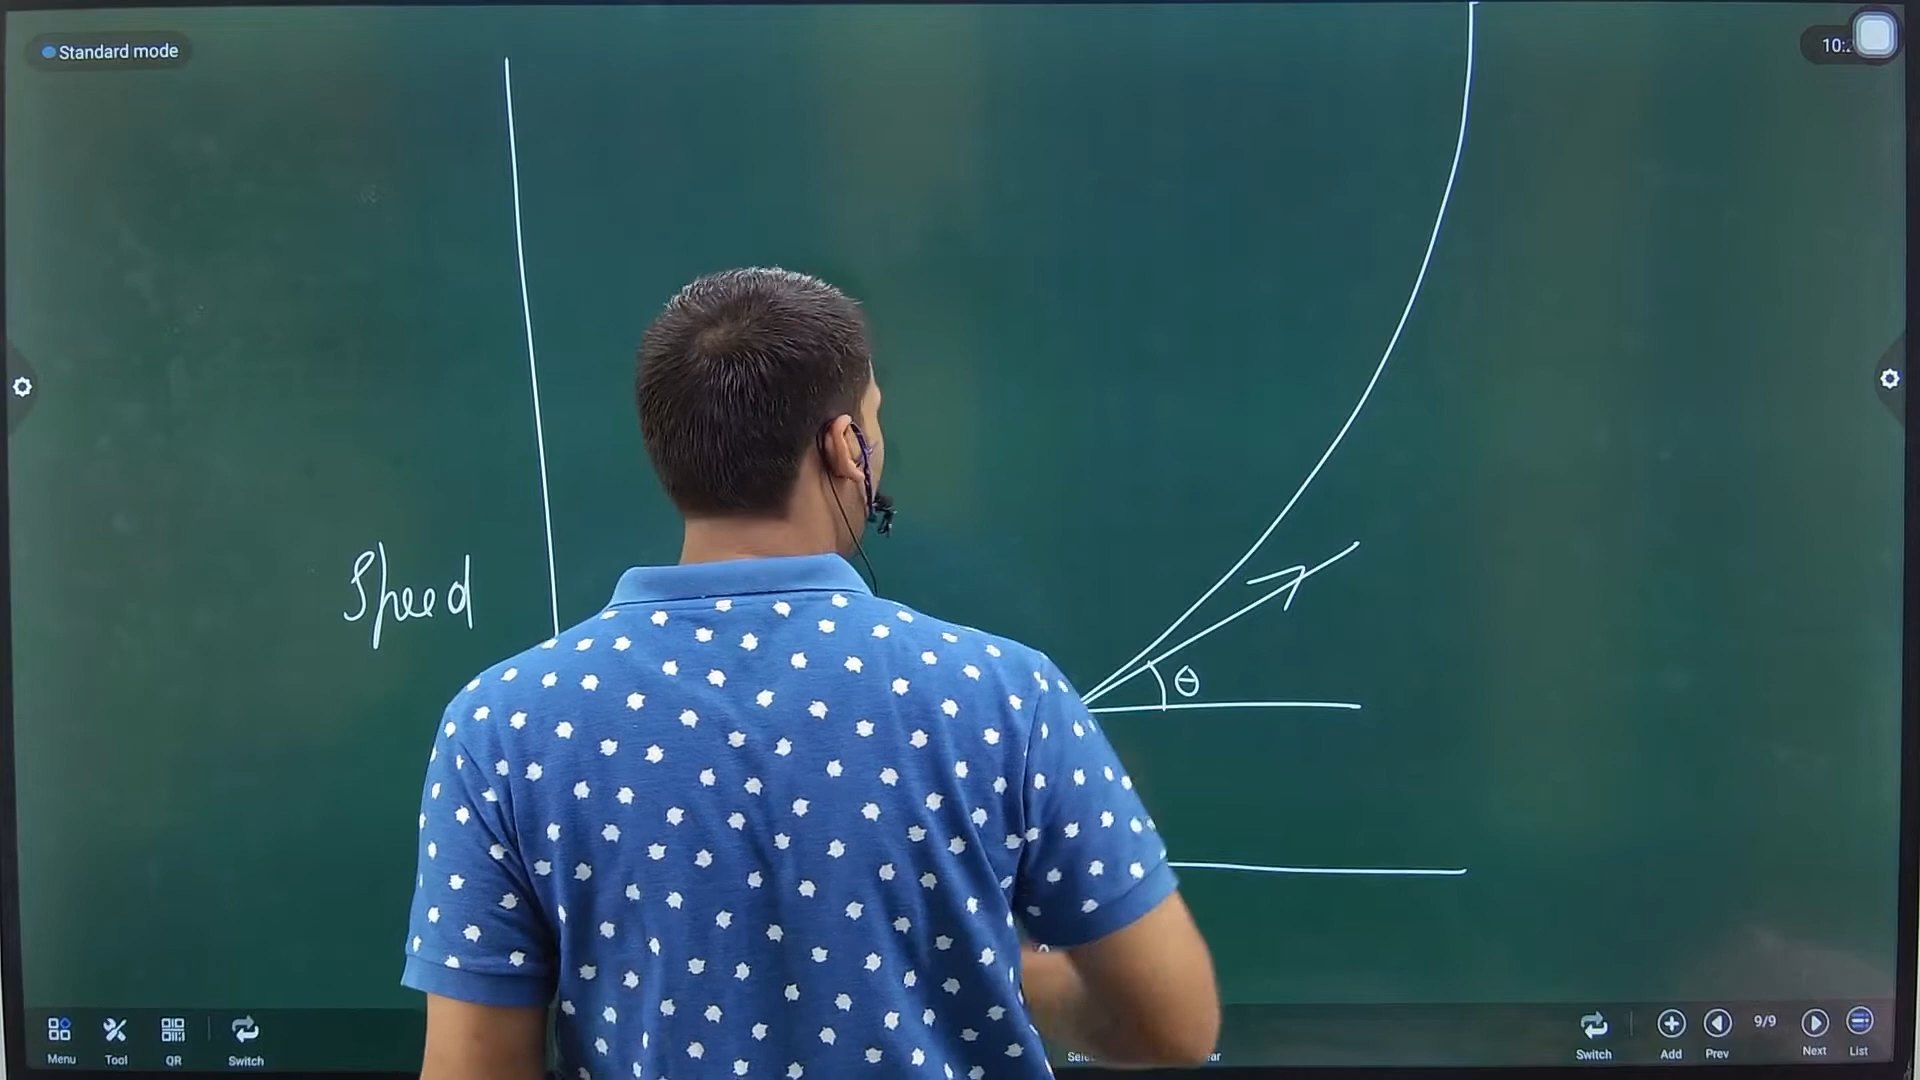 Standard mode
10:
Speed
θ
Menu Tool QR Switch
Switch Add Prev 9/9 Next List